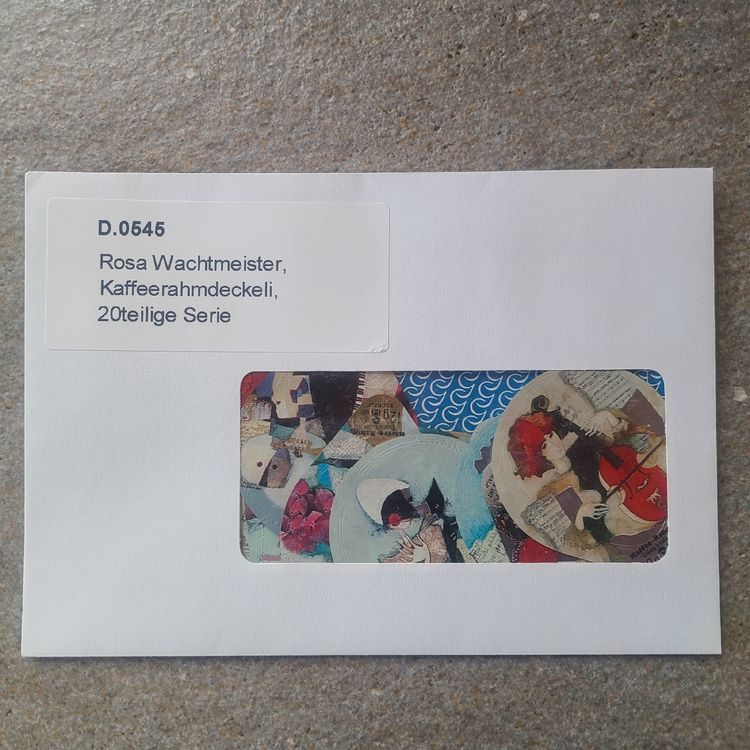 D.0545
Rosa Wachtmeister,
Kaffeerahmdeckeli,
20teilige Serie